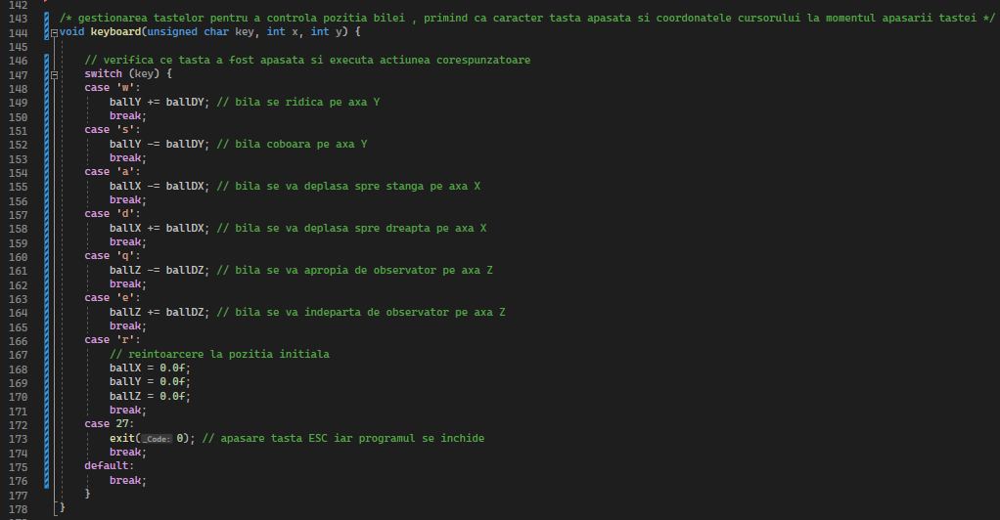 142
143 /* gestionarea tastelor pentru a controla pozitia bilei , primind ca caracter tasta apasata si coordonatele cursorului la momentul apasarii tastei */
144 void keyboard(unsigned char key, int x, int y) {
145
146 // verifica ce tasta a fost apasata si executa actiunea corespunzatoare
147 switch (key) {
148 case 'w':
149 ballY += ballDY; // bila se ridica pe axa Y
150 break;
151 case 's':
152 ballY -= ballDY; // bila coboara pe axa Y
153 break;
154 case 'a':
155 ballX -= ballDX; // bila se va deplasa spre stanga pe axa X
156 break;
157 case 'd':
158 ballX += ballDX; // bila se va deplasa spre dreapta pe axa X
159 break;
160 case 'q':
161 ballZ -= ballDZ; // bila se va apropia de observator pe axa Z
162 break;
163 case 'e':
164 ballZ += ballDZ; // bila se va indeparta de observator pe axa Z
165 break;
166 case 'r':
167 // reintoarcere la pozitia initiala
168 ballX = 0.0f;
169 ballY = 0.0f;
170 ballZ = 0.0f;
171 break;
172 case 27:
173 exit(_Code: 0); // apasare tasta ESC iar programul se inchide
174 break;
175 default:
176 break;
177 }
178 }